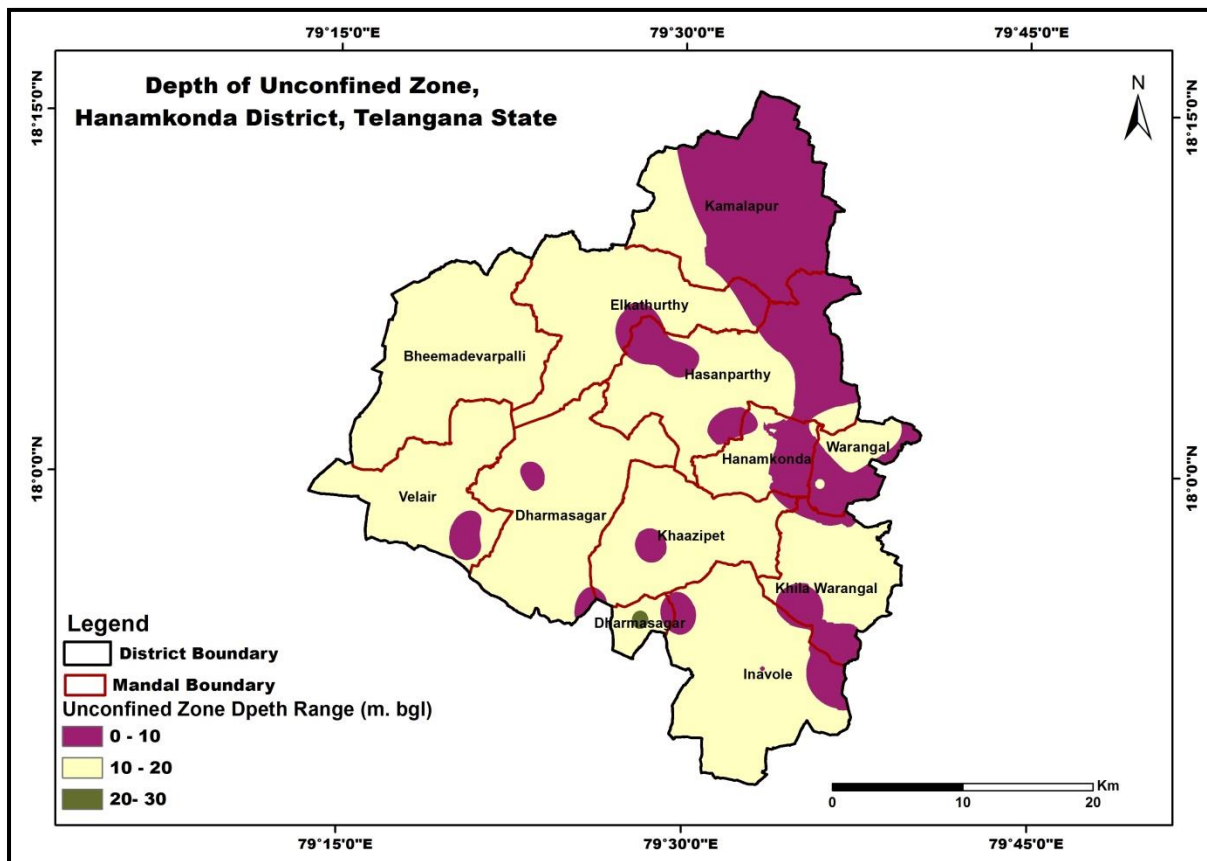 79°15'0"E
79°30'0"E
79°45'0"E
Depth of Unconfined Zone,
Hanamkonda District, Telangana State
N
18°15'0"N
18°15'0"N
Kamalapur
Elkathurthy
Bheemadevarpalli
Hasanparthy
Warangal
Hanamkonda
18°0'0"N
18°0'0"N
Velair
Dharmasagar
Khaazipet
Khila Warangal
Dharmasagar
Inavole
Legend
District Boundary
Mandal Boundary
Unconfined Zone Dpeth Range (m. bgl)
0 - 10
10 - 20
20- 30
Km
0 10 20
79°15'0"E
79°30'0"E
79°45'0"E